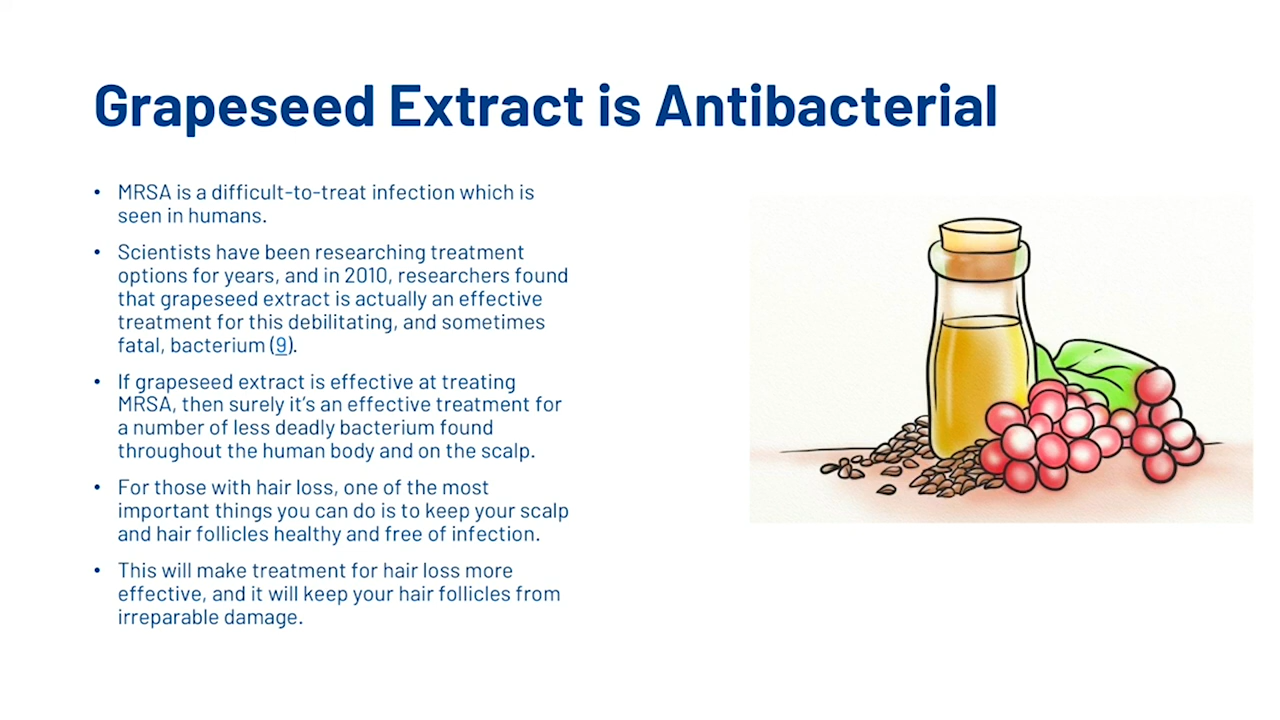 Grapeseed Extract is Antibacterial
• MRSA is a difficult-to-treat infection which is
seen in humans.
• Scientists have been researching treatment
options for years, and in 2010, researchers found
that grapeseed extract is actually an effective
treatment for this debilitating, and sometimes
fatal, bacterium (9).
• If grapeseed extract is effective at treating
MRSA, then surely it's an effective treatment for
a number of less deadly bacterium found
throughout the human body and on the scalp.
• For those with hair loss, one of the most
important things you can do is to keep your scalp
and hair follicles healthy and free of infection.
• This will make treatment for hair loss more
effective, and it will keep your hair follicles from
irreparable damage.